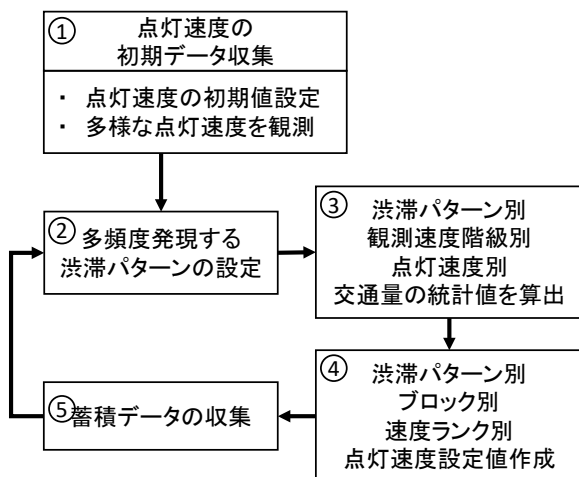 ① 点灯速度の
初期データ収集
・ 点灯速度の初期値設定
・ 多様な点灯速度を観測
② 多頻度発現する
渋滞パターンの設定
③ 渋滞パターン別
観測速度階級別
点灯速度別
交通量の統計値を算出
④ 渋滞パターン別
ブロック別
速度ランク別
点灯速度設定値作成
⑤ 蓄積データの収集